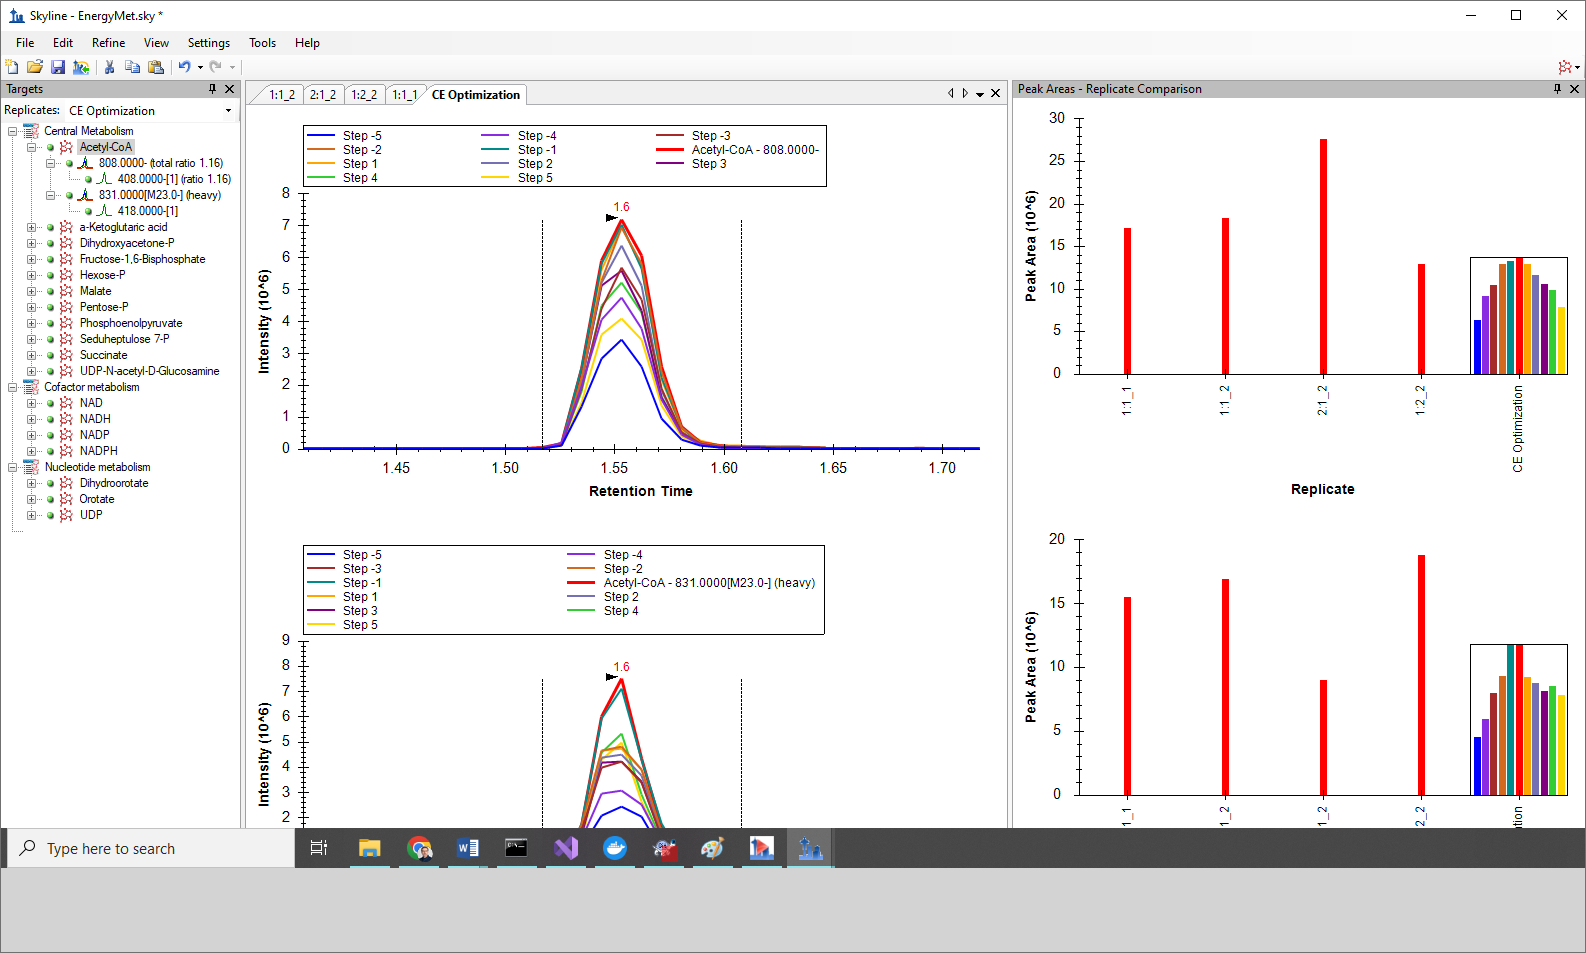 Skyline - EnergyMet.sky *
File Edit Refine View Settings Tools Help
Targets
Replicates: CE Optimization
Central Metabolism
Acetyl-CoA
808.0000- (total ratio 1.16)
408.0000-[1] (ratio 1.16)
831.0000[M23.0-] (heavy)
418.0000-[1]
a-Ketoglutaric acid
Dihydroxyacetone-P
Fructose-1,6-Bisphosphate
Hexose-P
Malate
Pentose-P
Phosphoenolpyruvate
Seduheptulose 7-P
Succinate
UDP-N-acetyl-D-Glucosamine
Cofactor metabolism
NAD
NADH
NADP
NADPH
Nucleotide metabolism
Dihydroorotate
Orotate
UDP
1:1_2 2:1_2 1:2_2 1:1_1 CE Optimization
Step -5 Step -4 Step -3
Step -2 Step -1 Acetyl-CoA - 808.0000-
Step 1 Step 2 Step 3
Step 4 Step 5
8
7
6
5
4
3
2
1
0
1.6
Intensity (10^6)
1.45 1.50 1.55 1.60 1.65 1.70
Retention Time
Step -5 Step -4
Step -3 Step -2
Step -1 Acetyl-CoA - 831.0000[M23.0-] (heavy)
Step 1 Step 2
Step 3 Step 4
Step 5
9
8
7
6
5
4
3
2
1.6
Intensity (10^6)
Peak Areas - Replicate Comparison
30
25
20
15
10
5
0
Peak Area (10^6)
1:1_1
1:1_2
2:1_2
1:2_2
CE Optimization
Replicate
20
15
10
5
0
Peak Area (10^6)
1_1
1_2
1_2
2_2
ation
Type here to search